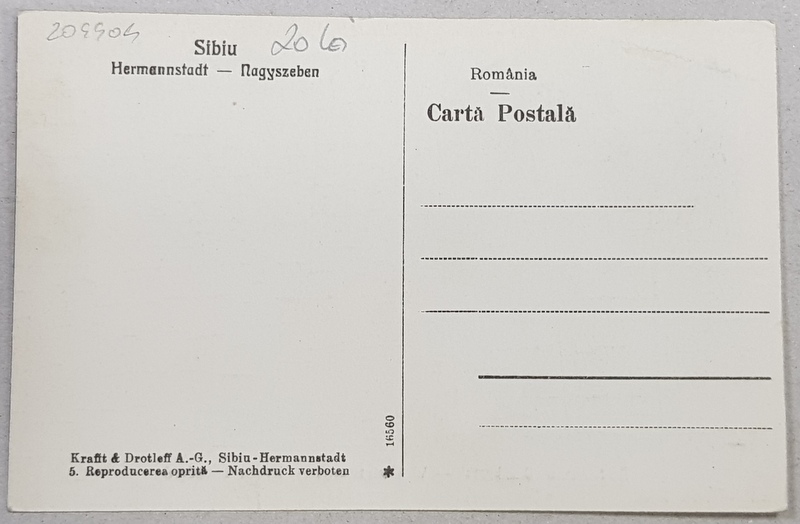 209904
Sibiu 20 lei
Hermannstadt — Nagyszeben
România
Cartă Postală
16560
Krafft & Drotleff A.-G., Sibiu-Hermannstadt
5. Reproducerea oprită — Nachdruck verboten *